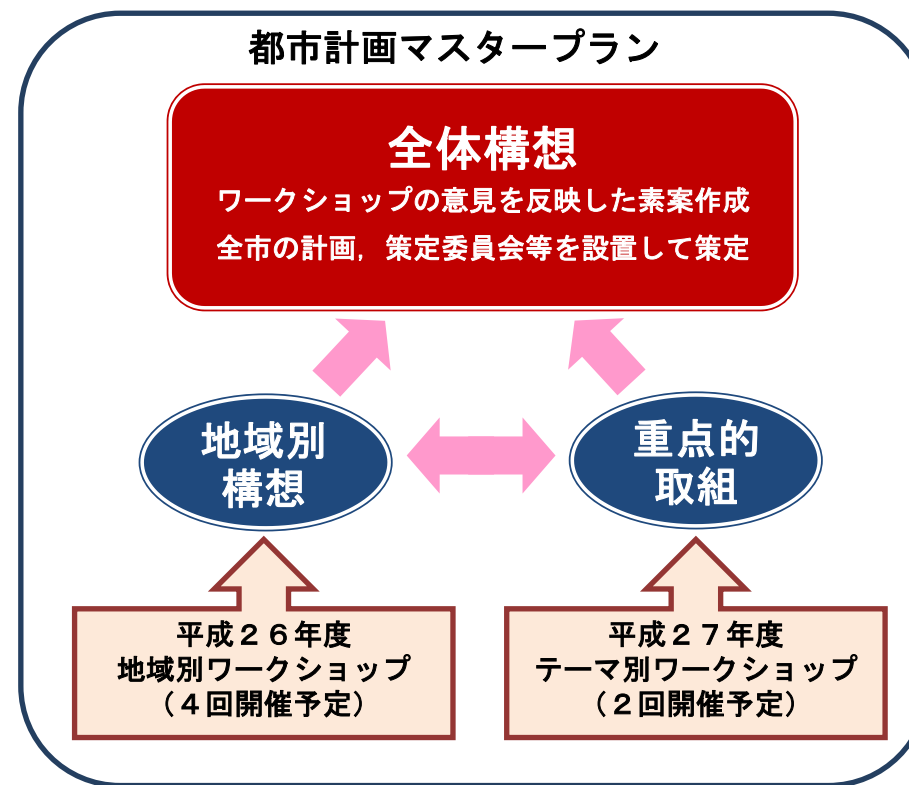 都市計画マスタープラン
全体構想
ワークショップの意見を反映した素案作成
全市の計画，策定委員会等を設置して策定
地域別
構想
重点的
取組
平成２６年度
地域別ワークショップ
（４回開催予定）
平成２７年度
テーマ別ワークショップ
（２回開催予定）